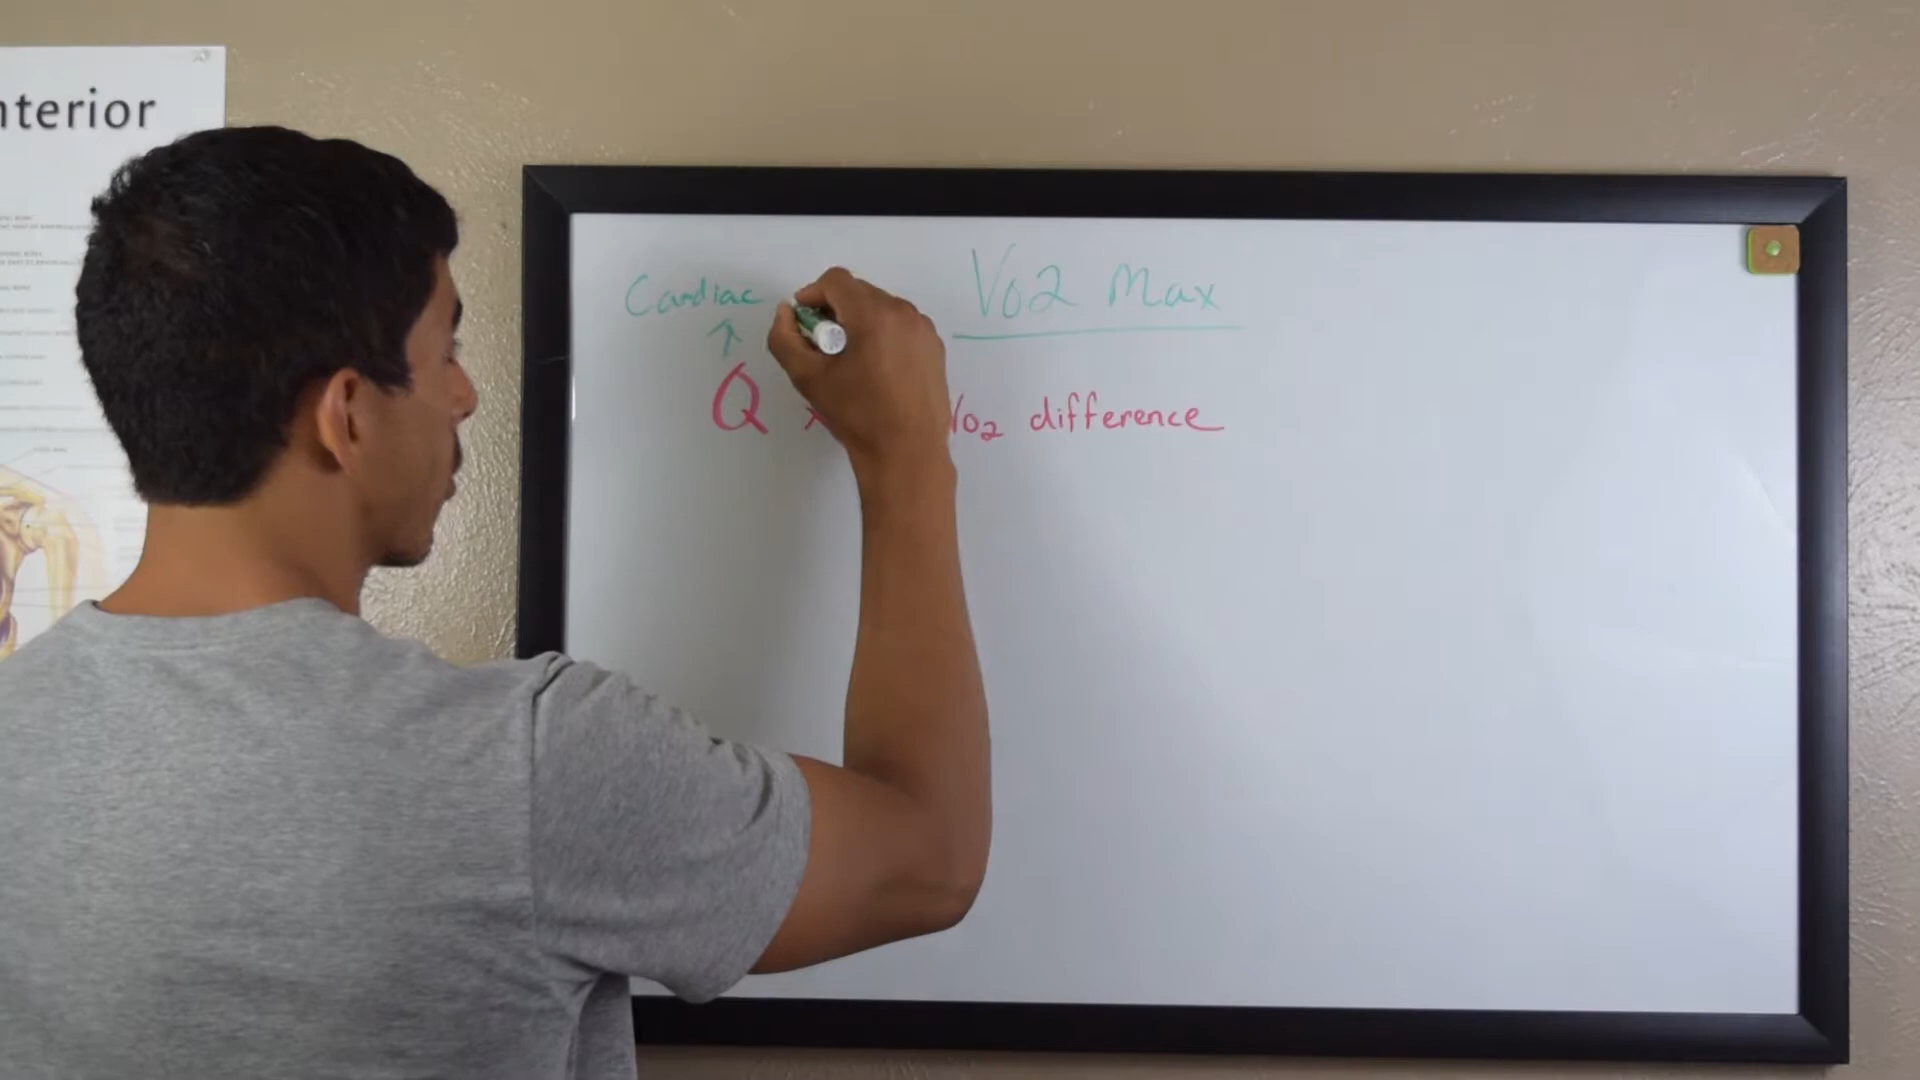 nterior
Cardiac
Vo2 Max
Q x Vo2 difference